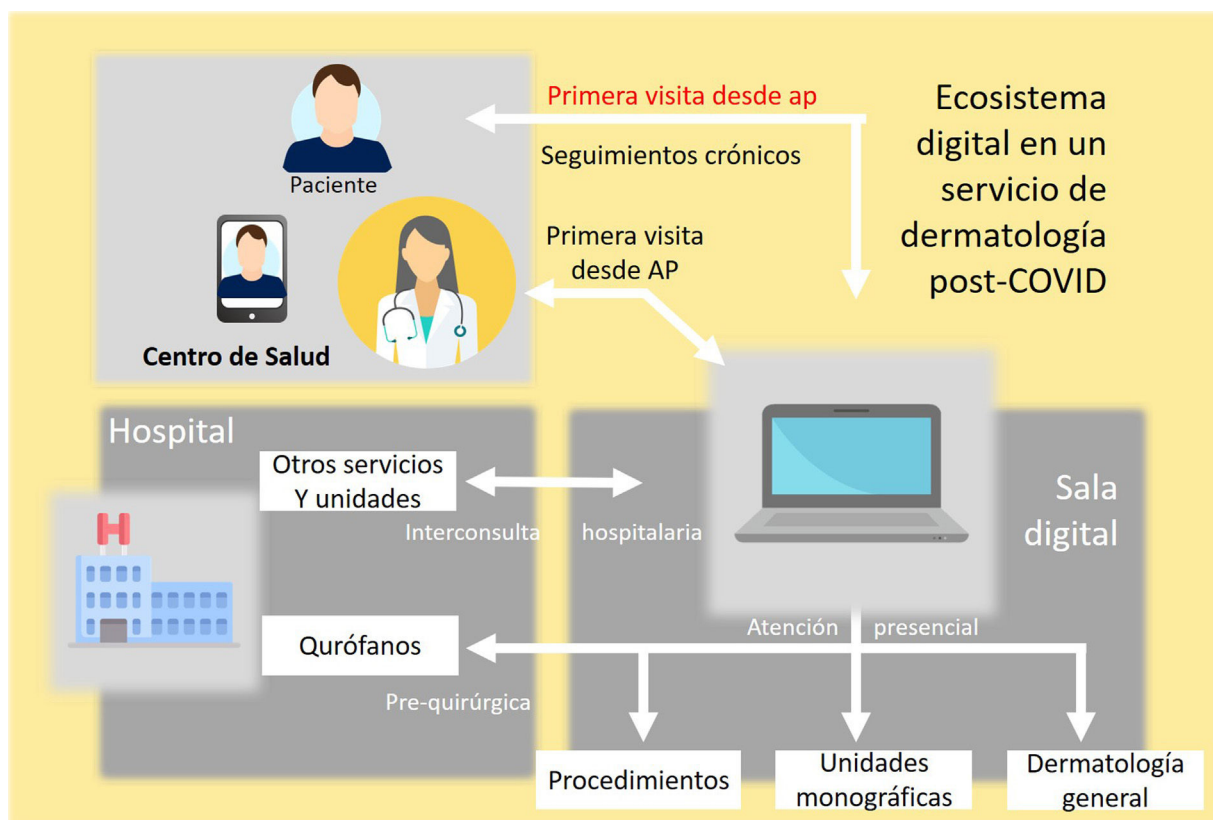 Primera visita desde ap
Seguimientos crónicos
Ecosistema
digital en un
servicio de
dermatología
post-COVID
Paciente
Primera visita
desde AP
Centro de Salud
Hospital
Otros servicios
Y unidades
Interconsulta hospitalaria
Sala
digital
Qurófanos
Pre-quirúrgica
Atención presencial
Procedimientos
Unidades
monográficas
Dermatología
general